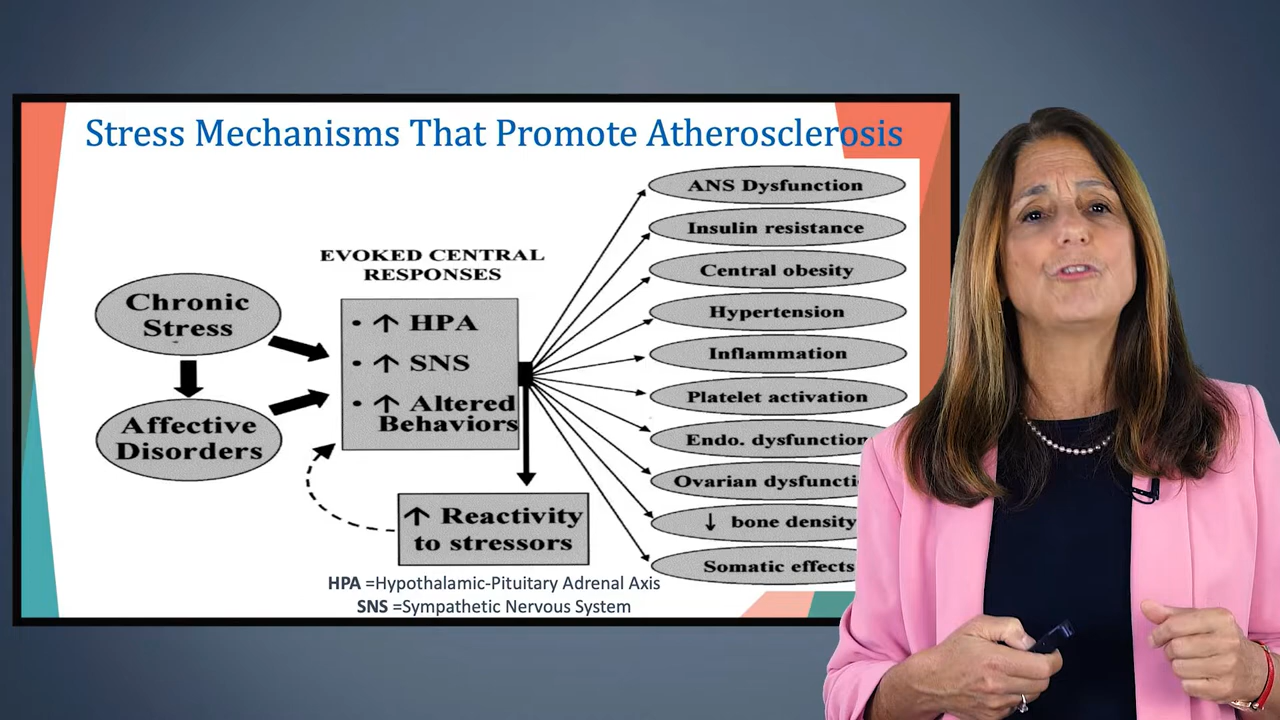 Stress Mechanisms That Promote Atherosclerosis
Chronic
Stress
Affective
Disorders
EVOKED CENTRAL
RESPONSES
• ↑ HPA
• ↑ SNS
• ↑ Altered
Behaviors
↑ Reactivity
to stressors
ANS Dysfunction
Insulin resistance
Central obesity
Hypertension
Inflammation
Platelet activation
Endo. dysfunction
Ovarian
↓ bone density
Somatic effects
HPA =Hypothalamic-Pituitary Adrenal Axis
SNS =Sympathetic Nervous System